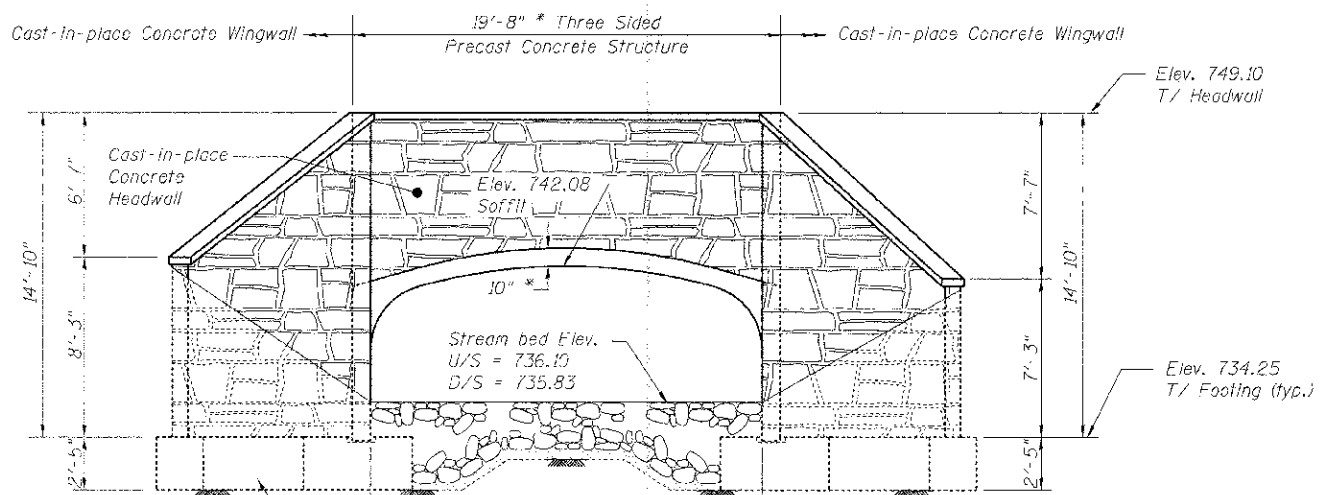 19'-8" * Three Sided
Precast Concrete Structure
Cast-in-place Concrete Wingwall
Cast-in-place Concrete Wingwall
Elev. 749.10
T/ Headwall
Cast-in-place
Concrete
Headwall
Elev. 742.08
Soffit
6'-7"
14'-10"
8'-3"
2'-5"
10" *
Stream bed Elev.
U/S = 736.10
D/S = 735.83
7'-7"
14'-10"
7'-3"
2'-5"
Elev. 734.25
T/ Footing (typ.)